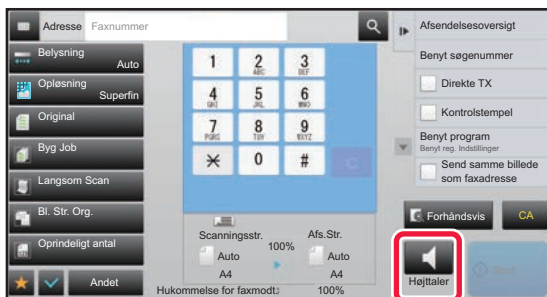 Adresse Faxnummer
Belysning
Auto
Opløsning
Superfin
Original
Byg Job
Langsom Scan
Bl. Str. Org.
Oprindeligt antal
Andet
1 2 3
ABC DEF
4 5 6
GHI JKL MNO
7 8 9
PQRS TUV WXYZ
0 #
C
Scanningsstr. 100% Afs.Str.
Auto Auto
A4 A4
Hukommelse for faxmodt.: 100%
Afsendelsesoversigt
Benyt søgenummer
Direkte TX
Kontrolstempel
Benyt program
Benyt reg. Indstillinger
Send samme billede
som faxadresse
Forhåndsvis CA
Højttaler
Start